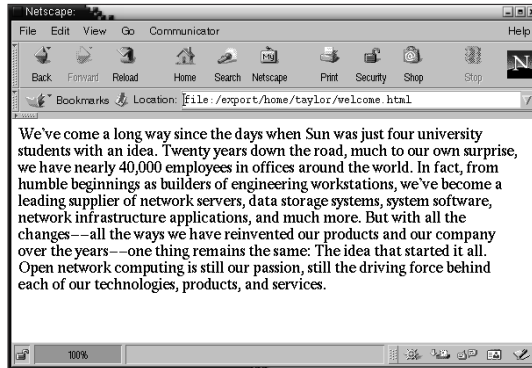 Netscape:
File Edit View Go Communicator Help
My
N
Back Forward Reload Home Search Netscape Print Security Shop Stop
Bookmarks Location: file:/export/home/taylor/welcome.html
We've come a long way since the days when Sun was just four university
students with an idea. Twenty years down the road, much to our own surprise,
we have nearly 40,000 employees in offices around the world. In fact, from
humble beginnings as builders of engineering workstations, we've become a
leading supplier of network servers, data storage systems, system software,
network infrastructure applications, and much more. But with all the
changes--all the ways we have reinvented our products and our company
over the years--one thing remains the same: The idea that started it all.
Open network computing is still our passion, still the driving force behind
each of our technologies, products, and services.
100%